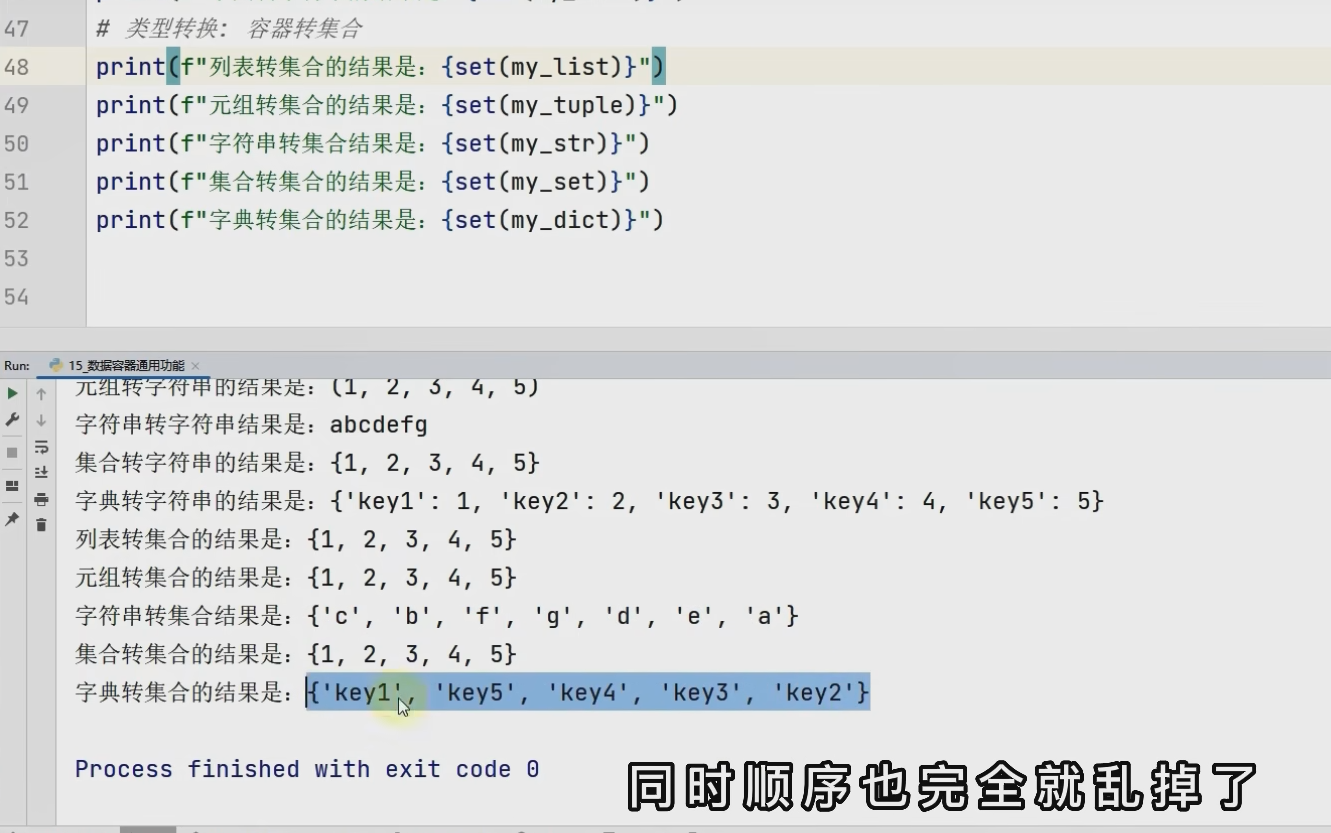 47 # 类型转换: 容器转集合
48 print(f"列表转集合的结果是: {set(my_list)}")
49 print(f"元组转集合的结果是: {set(my_tuple)}")
50 print(f"字符串转集合结果是: {set(my_str)}")
51 print(f"集合转集合的结果是: {set(my_set)}")
52 print(f"字典转集合的结果是: {set(my_dict)}")
53
54
Run: 15_数据容器通用功能
元组转字符串的结果是: (1, 2, 3, 4, 5)
字符串转字符串结果是: abcdefg
集合转字符串的结果是: {1, 2, 3, 4, 5}
字典转字符串的结果是: {'key1': 1, 'key2': 2, 'key3': 3, 'key4': 4, 'key5': 5}
列表转集合的结果是: {1, 2, 3, 4, 5}
元组转集合的结果是: {1, 2, 3, 4, 5}
字符串转集合结果是: {'c', 'b', 'f', 'g', 'd', 'e', 'a'}
集合转集合的结果是: {1, 2, 3, 4, 5}
字典转集合的结果是: {'key1', 'key5', 'key4', 'key3', 'key2'}
Process finished with exit code 0
同时顺序也完全就乱掉了